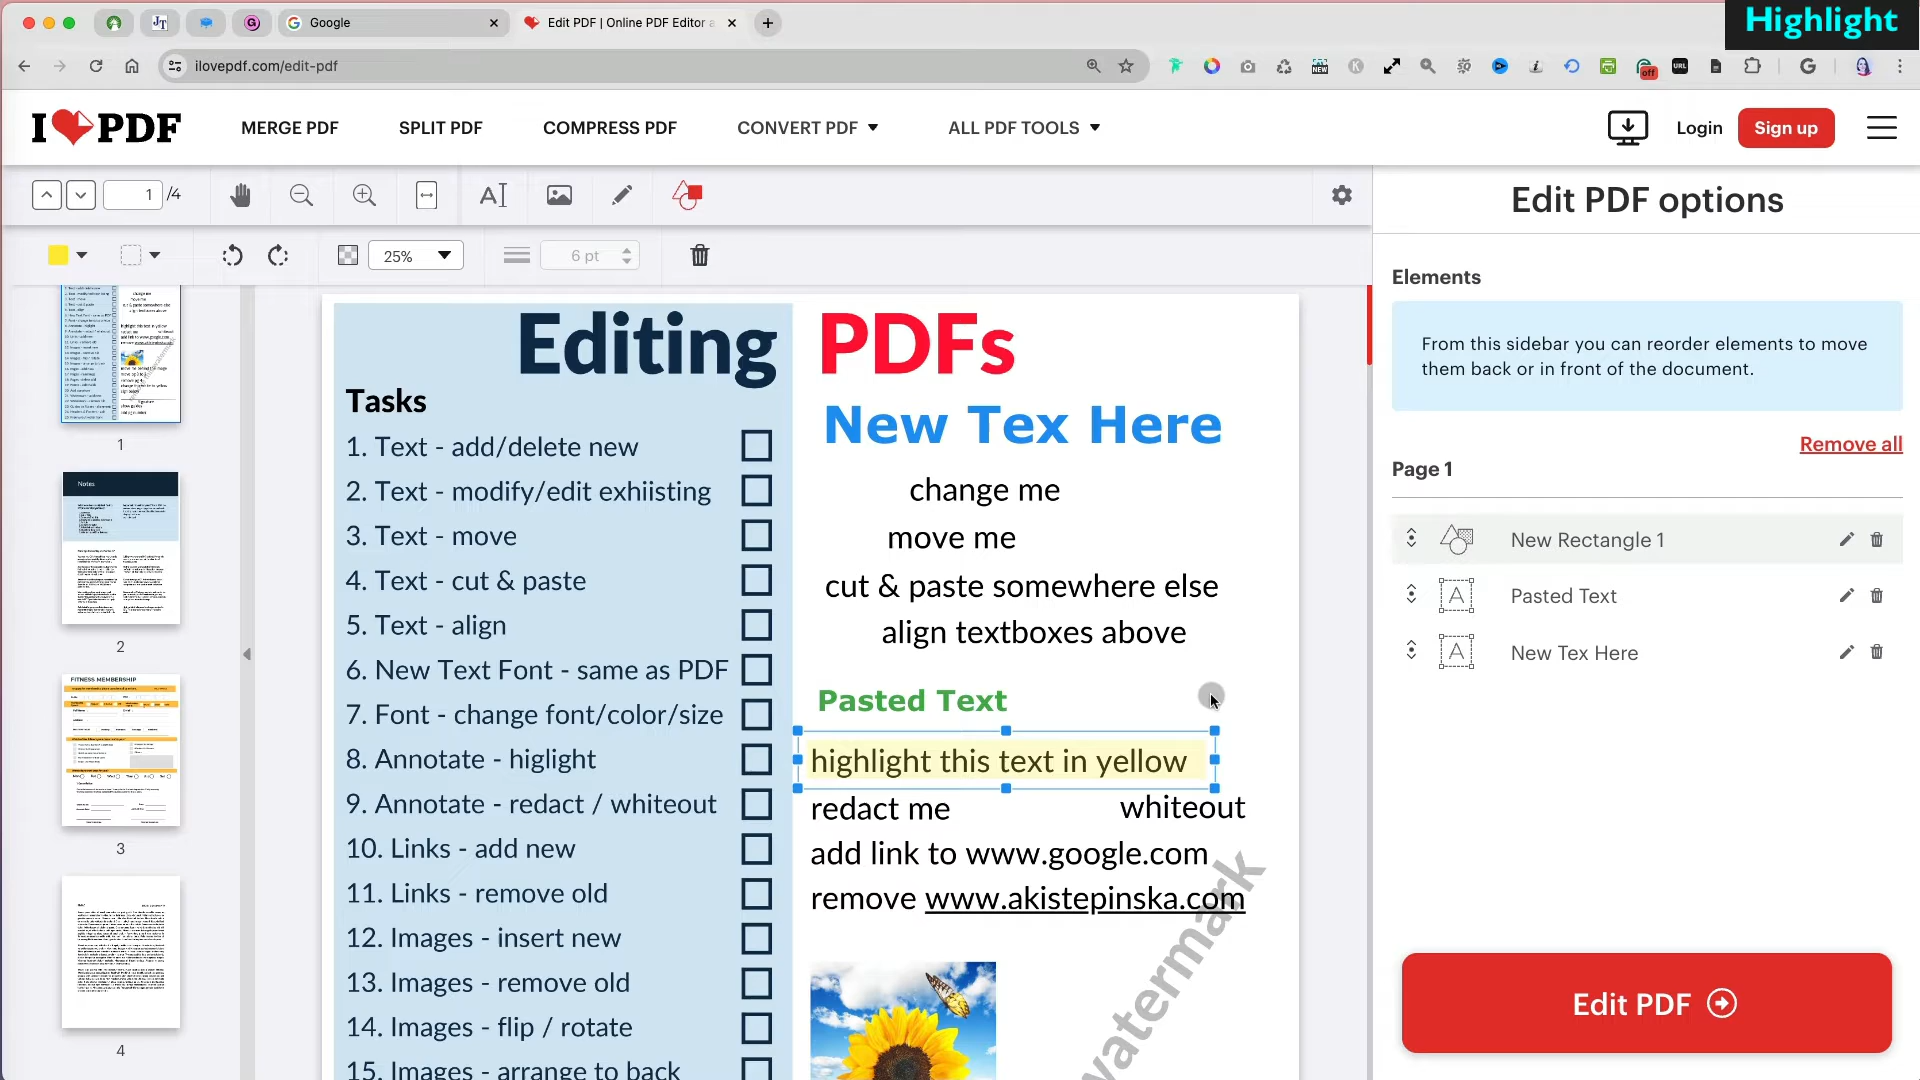 Highlight
Google
Edit PDF | Online PDF Editor
ilovepdf.com/edit-pdf
NEW
off
URL
I PDF
MERGE PDF
SPLIT PDF
COMPRESS PDF
CONVERT PDF
ALL PDF TOOLS
Login
Sign up
1 /4
25%
6 pt
Edit PDF options
Elements
From this sidebar you can reorder elements to move
them back or in front of the document.
Remove all
Page 1
New Rectangle 1
Pasted Text
New Tex Here
Edit PDF
1
Notes
2
FITNESS MEMBERSHIP
3
4
Editing PDFs
Tasks
1. Text - add/delete new
2. Text - modify/edit exhiisting
3. Text - move
4. Text - cut & paste
5. Text - align
6. New Text Font - same as PDF
7. Font - change font/color/size
8. Annotate - higlight
9. Annotate - redact / whiteout
10. Links - add new
11. Links - remove old
12. Images - insert new
13. Images - remove old
14. Images - flip / rotate
15. Images - arrange to back
New Tex Here
change me
move me
cut & paste somewhere else
align textboxes above
Pasted Text
highlight this text in yellow
redact me
whiteout
add link to www.google.com
remove www.akistepinska.com
watermark